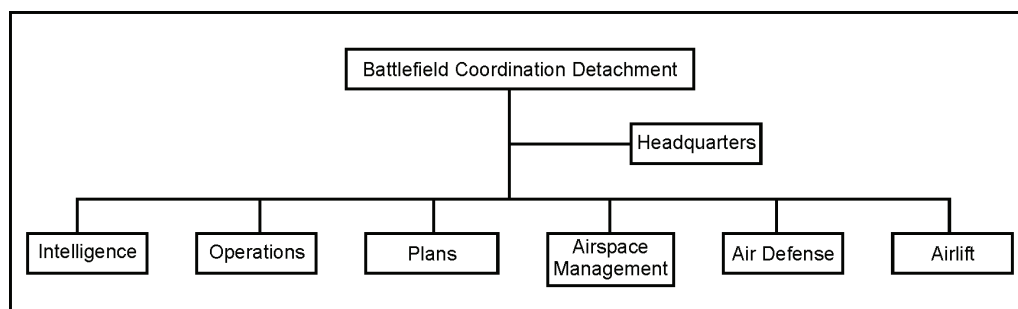 Battlefield Coordination Detachment
Headquarters
Intelligence
Operations
Plans
Airspace
Management
Air Defense
Airlift